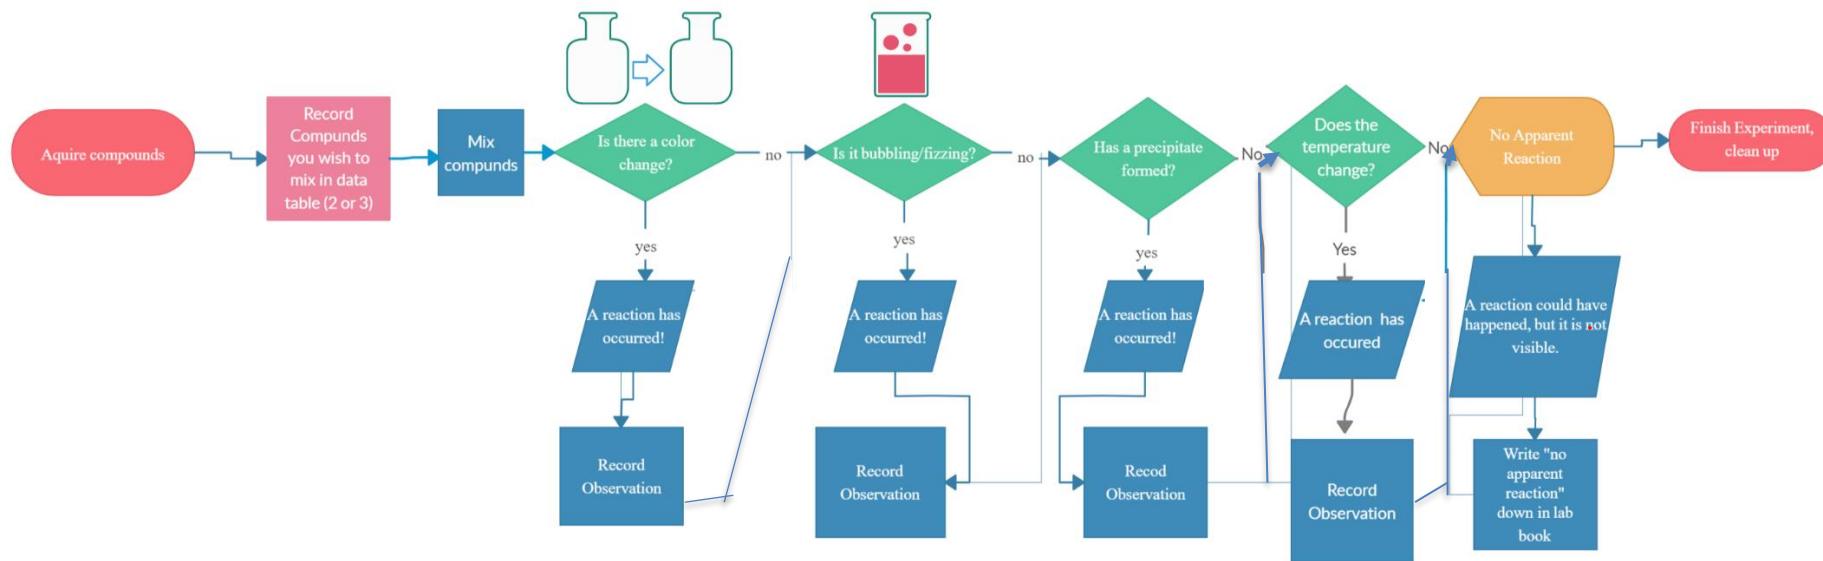 Aquire compounds
Record
Compunds
you wish to
mix in data
table (2 or 3)
Mix
compunds
Is there a color
change?
no
Is it bubbling/fizzing?
no
Has a precipitate
formed?
No
Does the
temperature
change?
No
No Apparent
Reaction
Finish Experiment,
clean up
yes
yes
yes
Yes
A reaction has
occurred!
A reaction has
occurred!
A reaction has
occurred!
A reaction has
occured
A reaction could have
happened, but it is not
visible.
Record
Observation
Record
Observation
Recod
Observation
Record
Observation
Write "no
apparent
reaction"
down in lab
book